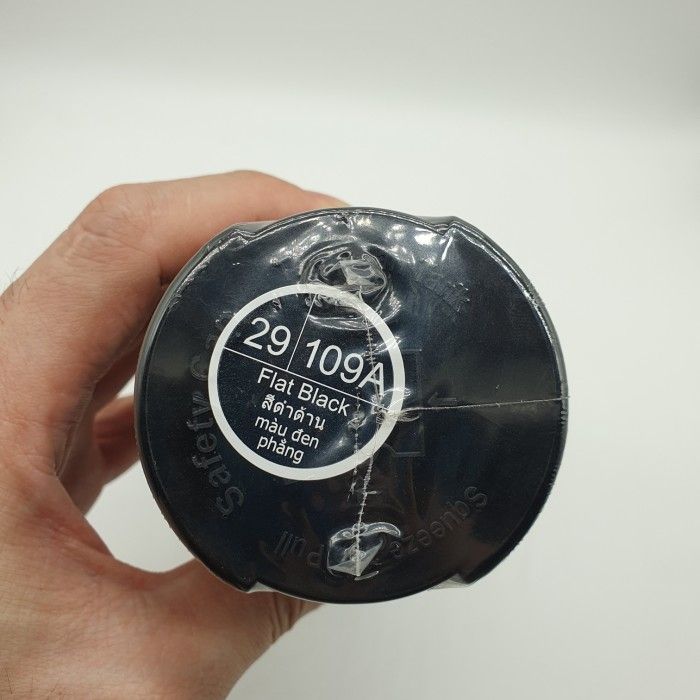 29 109A
Flat Black
สีดำด้าน
màu đen
phẳng
Safety
Squeeze
Pull